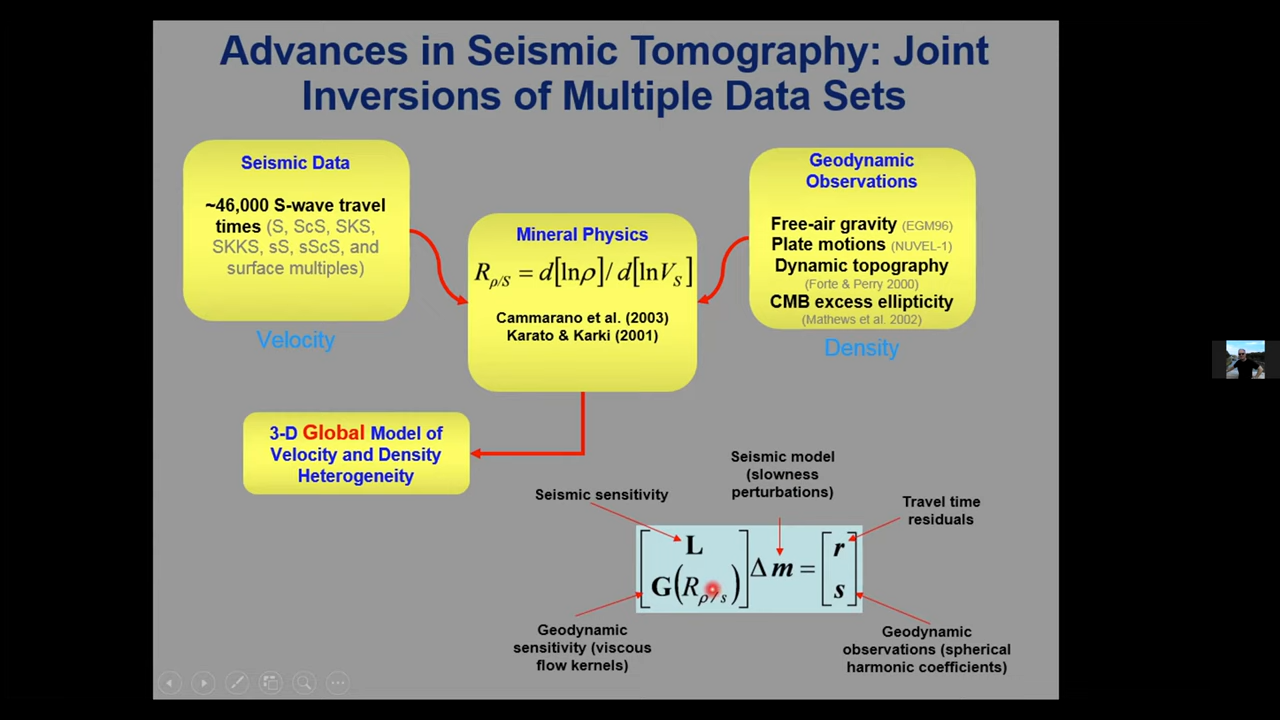 Advances in Seismic Tomography: Joint
Inversions of Multiple Data Sets
Seismic Data
~46,000 S-wave travel
times (S, ScS, SKS,
SKKS, sS, sScS, and
surface multiples)
Velocity
Mineral Physics
R_{ρ/S} = d[lnρ]/d[lnV_S]
Cammarano et al. (2003)
Karato & Karki (2001)
Geodynamic
Observations
Free-air gravity (EGM96)
Plate motions (NUVEL-1)
Dynamic topography
(Forte & Perry 2000)
CMB excess ellipticity
(Mathews et al. 2002)
Density
3-D Global Model of
Velocity and Density
Heterogeneity
Seismic sensitivity
Seismic model
(slowness
perturbations)
Travel time
residuals
[L
G(R_{ρ/s})] Δm = [r
s]
Geodynamic
sensitivity (viscous
flow kernels)
Geodynamic
observations (spherical
harmonic coefficients)